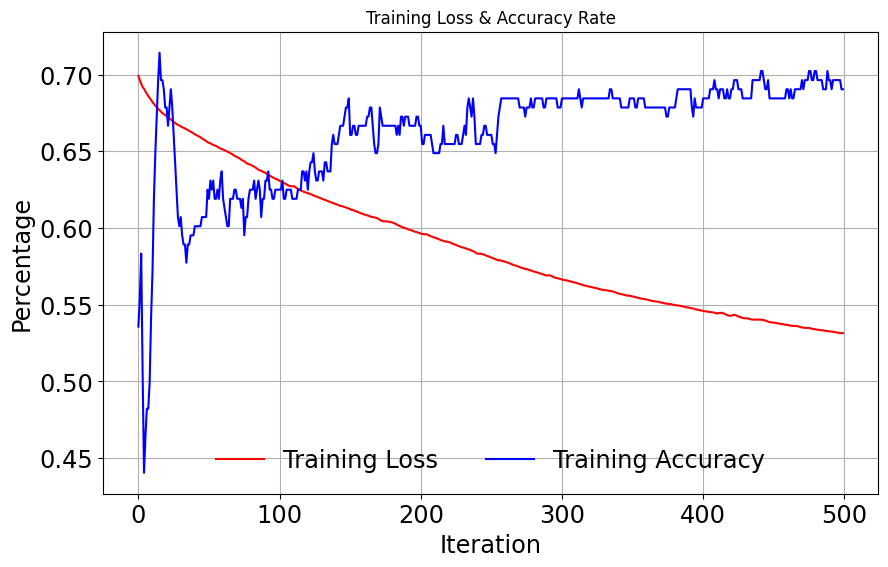 Training Loss & Accuracy Rate
Percentage
0.70
0.65
0.60
0.55
0.50
0.45
Training Loss
Training Accuracy
0
100
200
300
400
500
Iteration